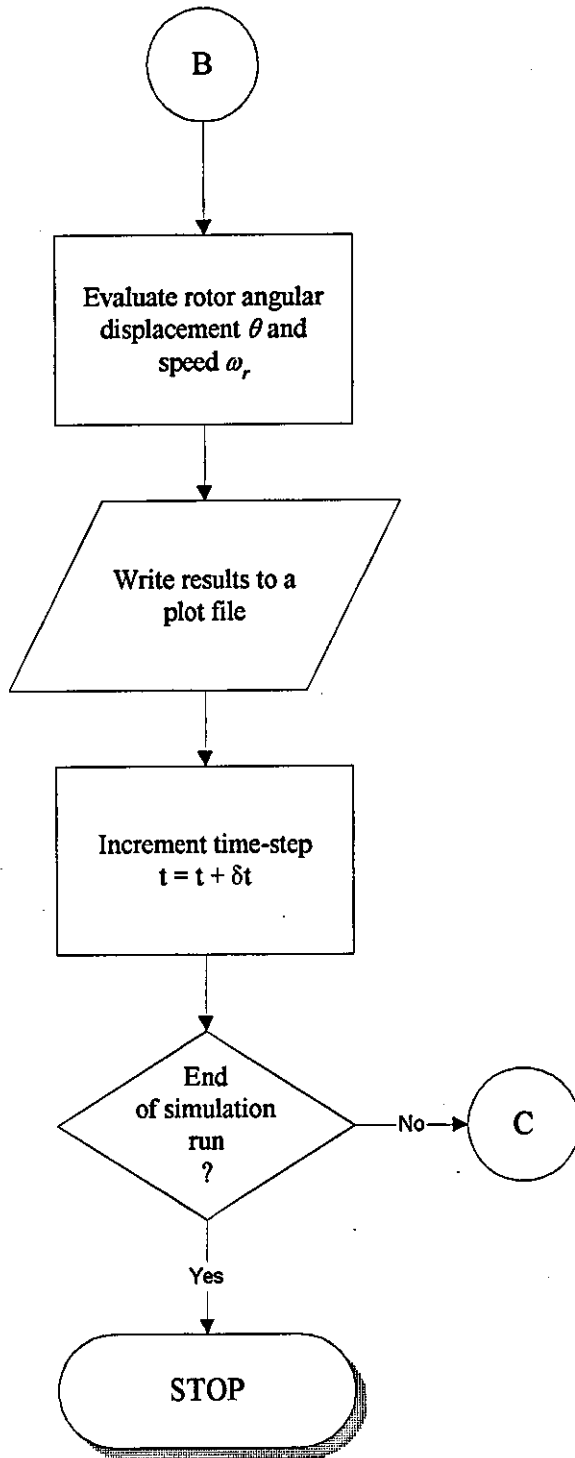 B
Evaluate rotor angular
displacement θ and
speed ωr
Write results to a
plot file
Increment time-step
t = t + δt
End
of simulation
run
?
No
C
Yes
STOP